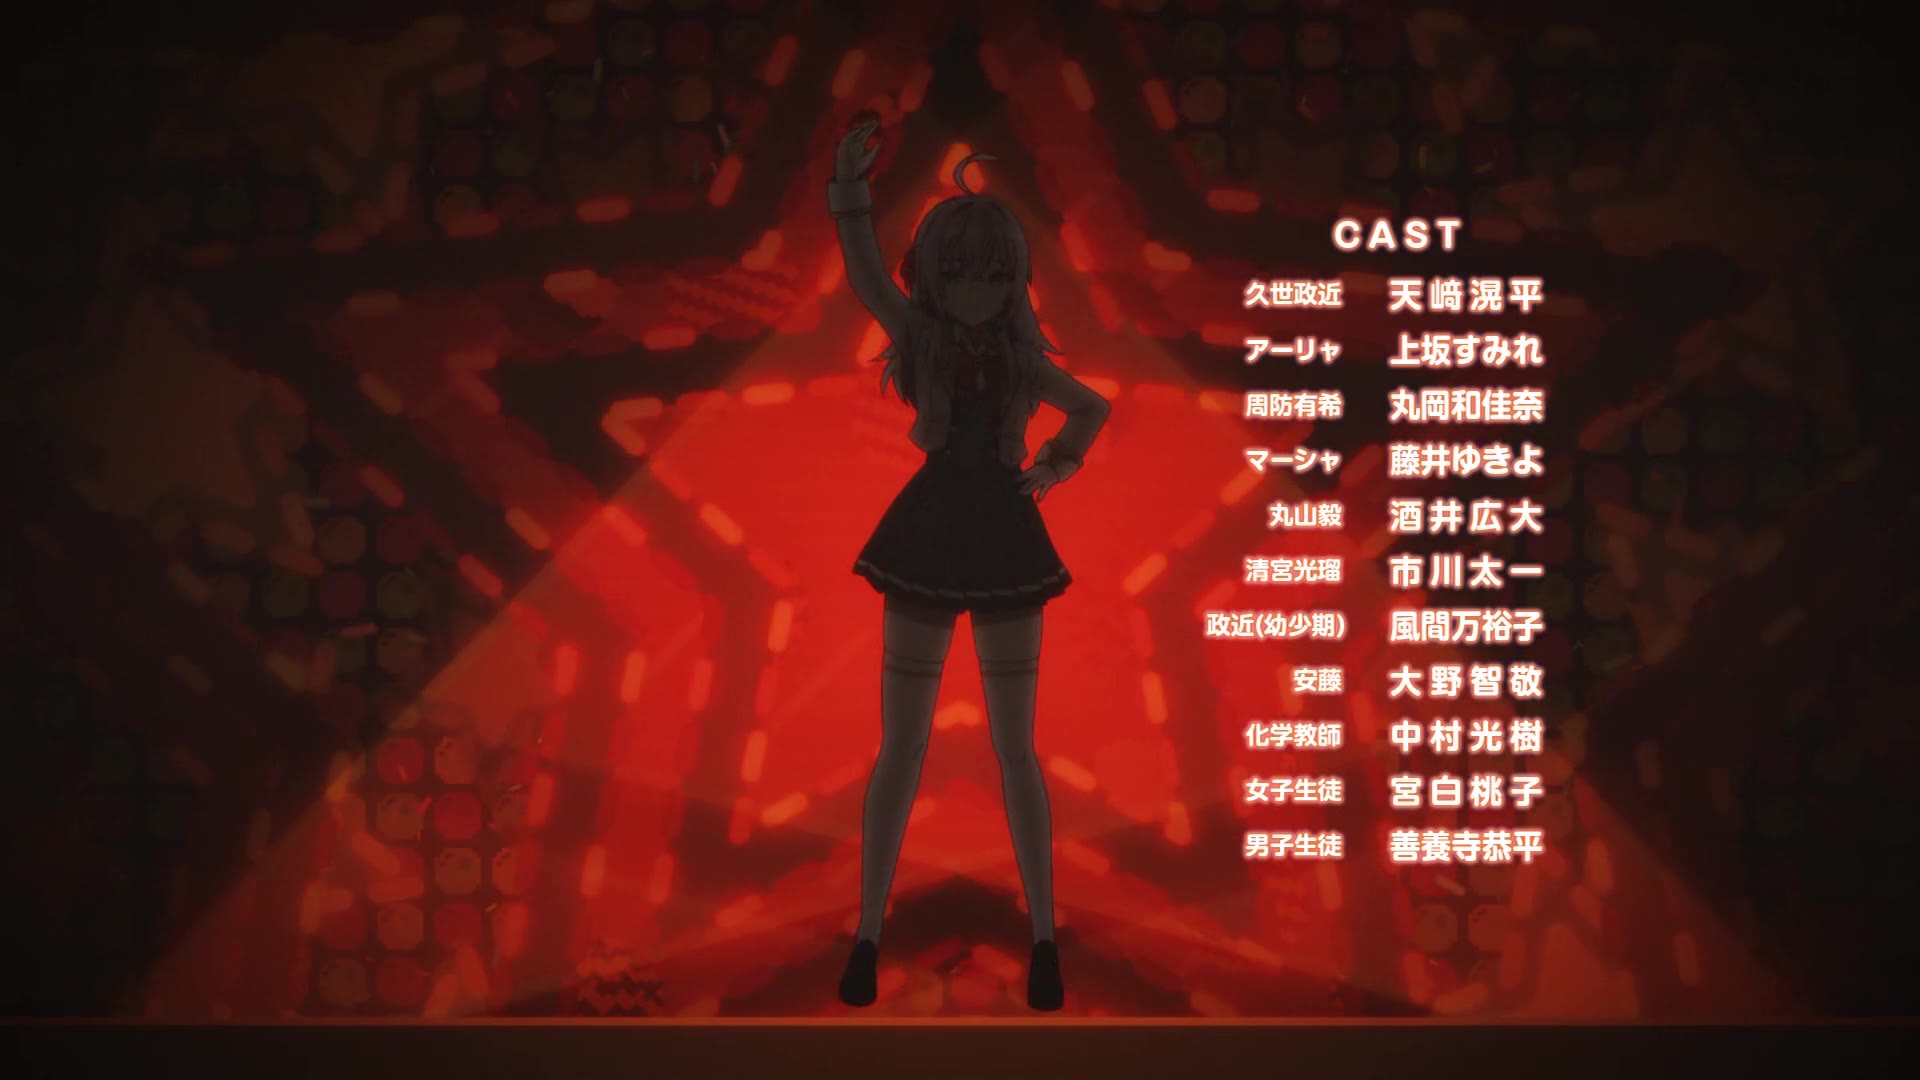 CAST
久世政近 天﨑滉平
アーリャ 上坂すみれ
周防有希 丸岡和佳奈
マーシャ 藤井ゆきよ
丸山毅 酒井広大
清宮光瑠 市川太一
政近(幼少期) 風間万裕子
安藤 大野智敬
化学教師 中村光樹
女子生徒 宮白桃子
男子生徒 善養寺恭平